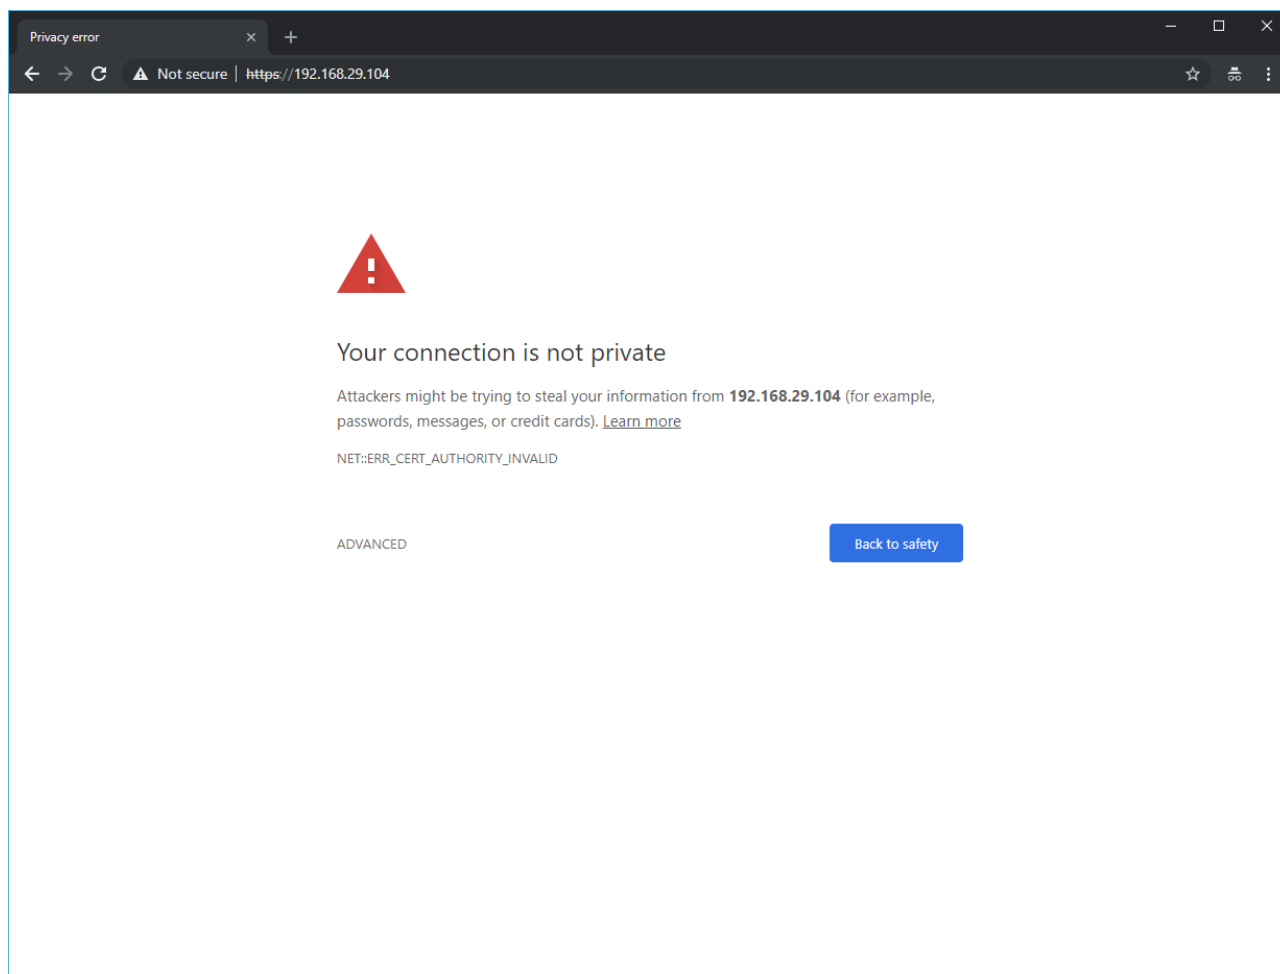 Privacy error
Not secure | https://192.168.29.104
Your connection is not private
Attackers might be trying to steal your information from 192.168.29.104 (for example,
passwords, messages, or credit cards). Learn more
NET::ERR_CERT_AUTHORITY_INVALID
ADVANCED
Back to safety